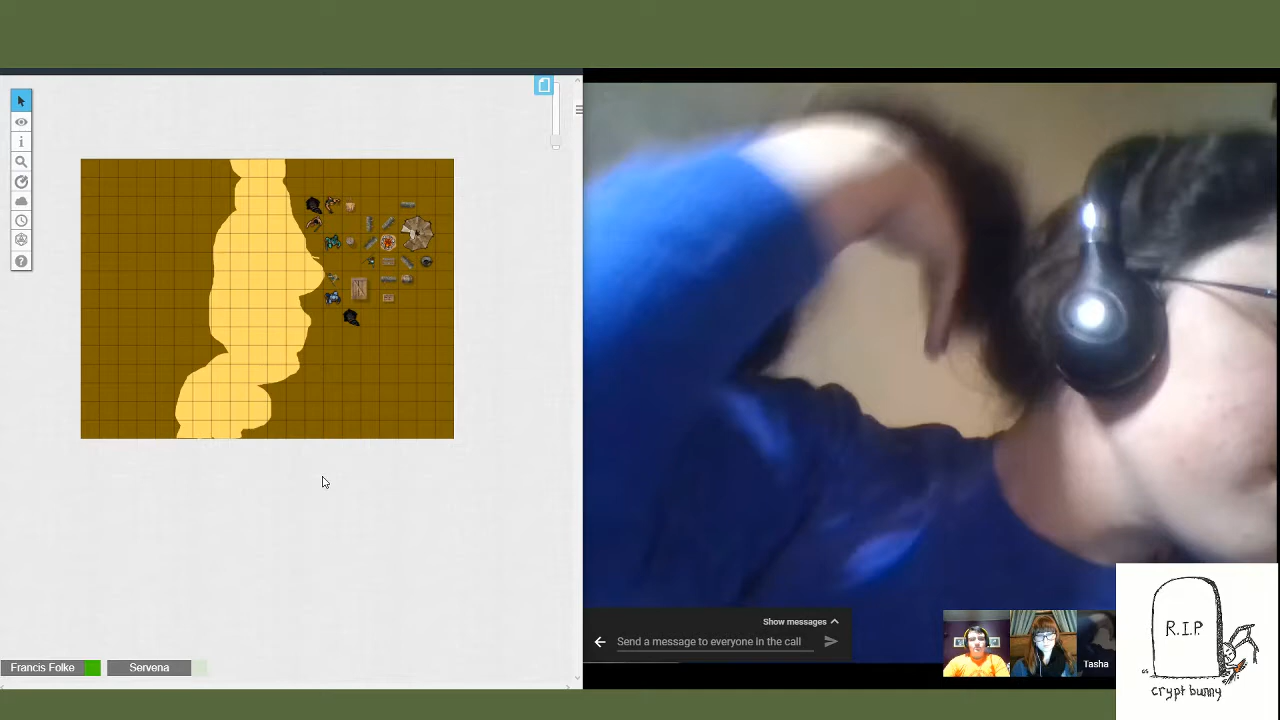 Show messages
Send a message to everyone in the call
Tasha
Francis Folke
Servena
R.I.P.
crypt bunny